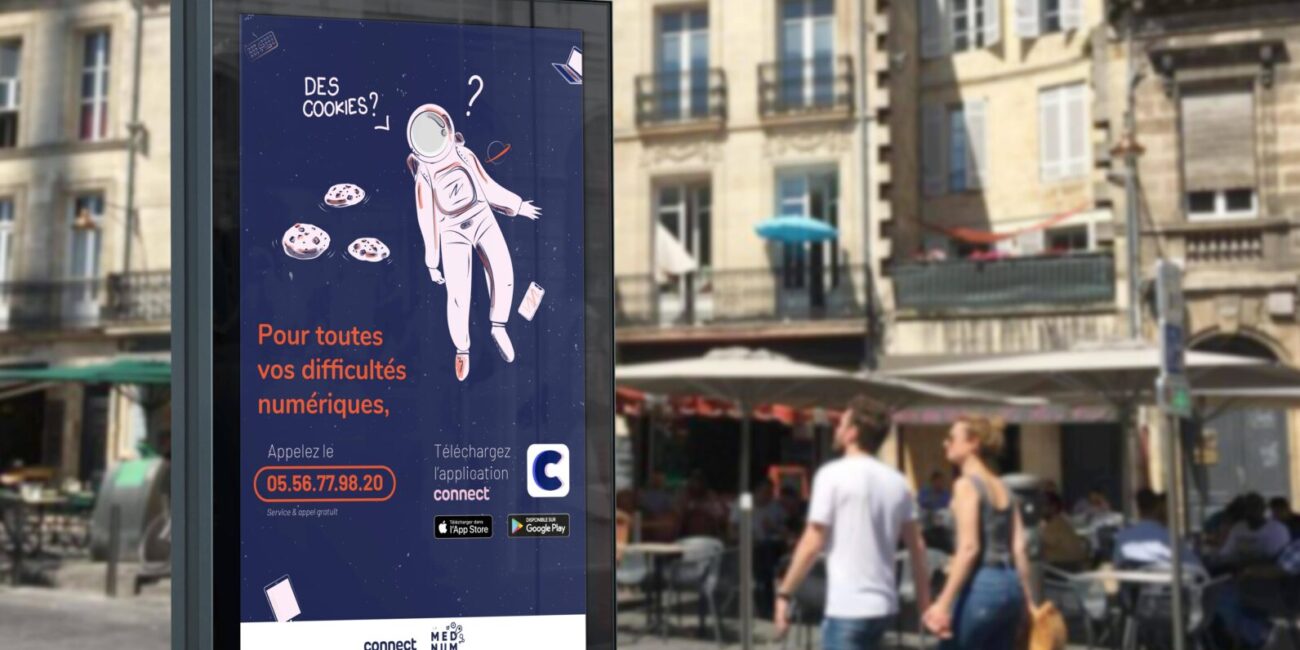 DES
COOKIES?
?
Pour toutes
vos difficultés
numériques,
Appelez le
05.56.77.98.20
Service & appel gratuit
Téléchargez
l'application
connect
C
Télécharger dans
l'App Store
DISPONIBLE SUR
Google Play
connect
MED
NUM